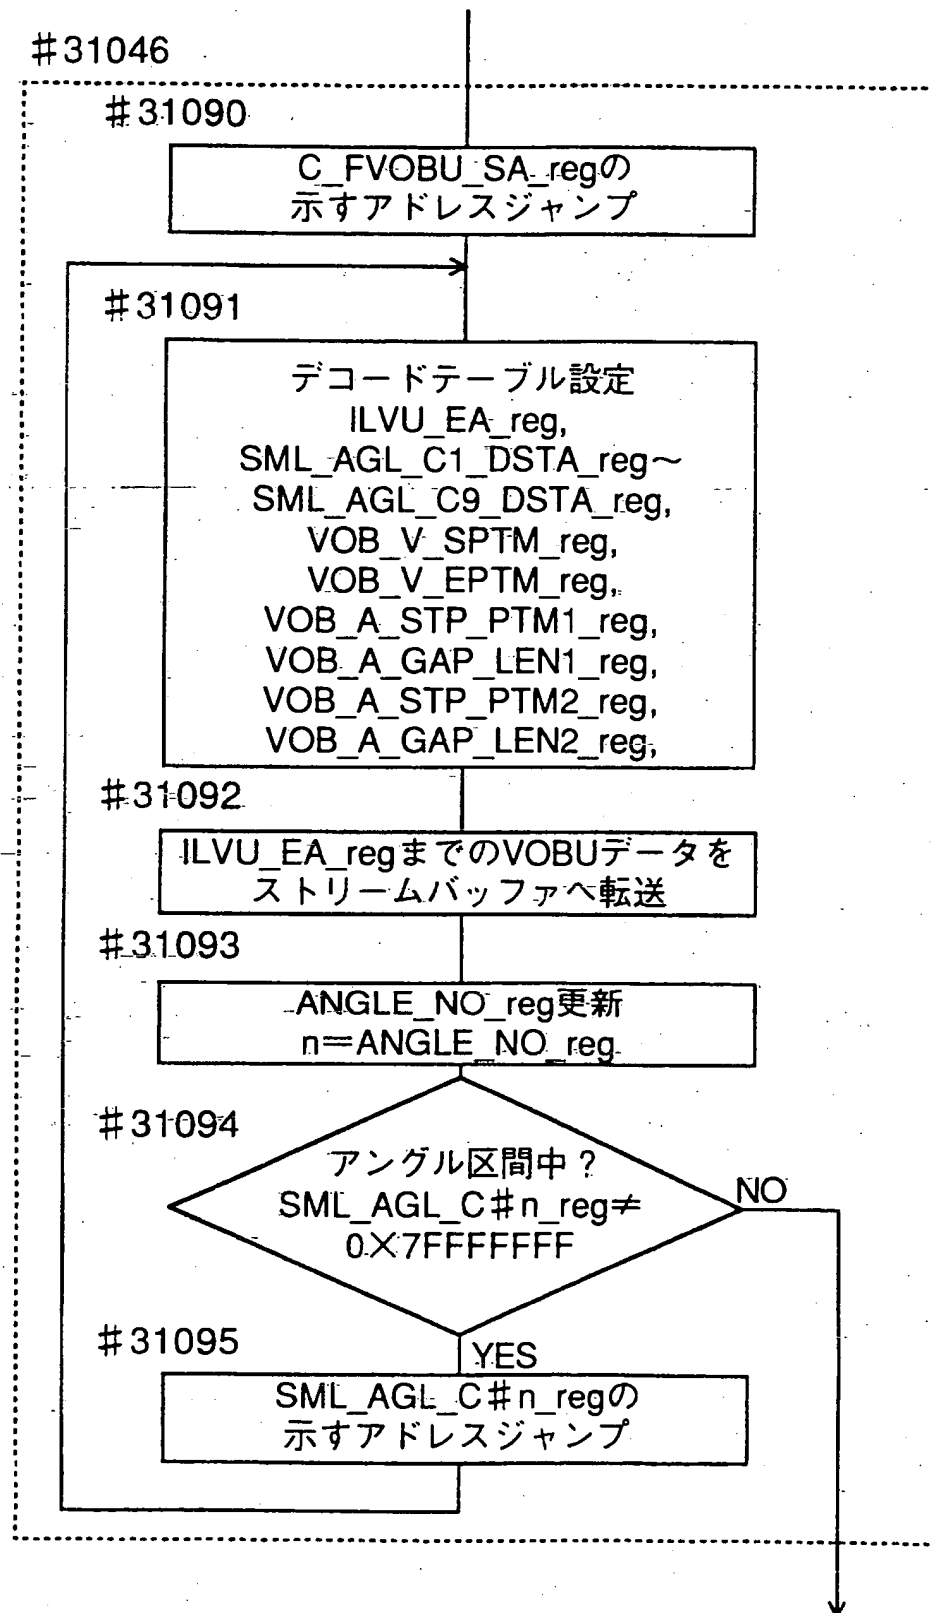 #31046
#31090
C_FVOBU_SA_regの
示すアドレスジャンプ
#31091
デコードテーブル設定
ILVU_EA_reg,
SML_AGL_C1_DSTA_reg～
SML_AGL_C9_DSTA_reg,
VOB_V_SPTM_reg,
VOB_V_EPTM_reg,
VOB_A_STP_PTM1_reg,
VOB_A_GAP_LEN1_reg,
VOB_A_STP_PTM2_reg,
VOB_A_GAP_LEN2_reg,
#31092
ILVU_EA_regまでのVOBUデータを
ストリームバッファへ転送
#31093
ANGLE_NO_reg更新
n＝ANGLE_NO_reg
#31094
アングル区間中？
SML_AGL_C#n_reg≠
0×7FFFFFFF
NO
#31095
YES
SML_AGL_C#n_regの
示すアドレスジャンプ